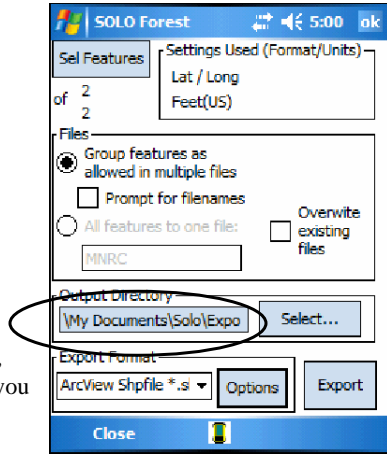 SOLO Forest 5:00 ok
Sel Features
of 2
2
Settings Used (Format/Units)
Lat / Long
Feet(US)
Files
Group features as
allowed in multiple files
Prompt for filenames
All features to one file:
MNRC
Overwite
existing
files
Output Directory
\My Documents\Solo\Expo
Select...
Export Format
ArcView Shpfile *.sl
Options
Export
you
Close